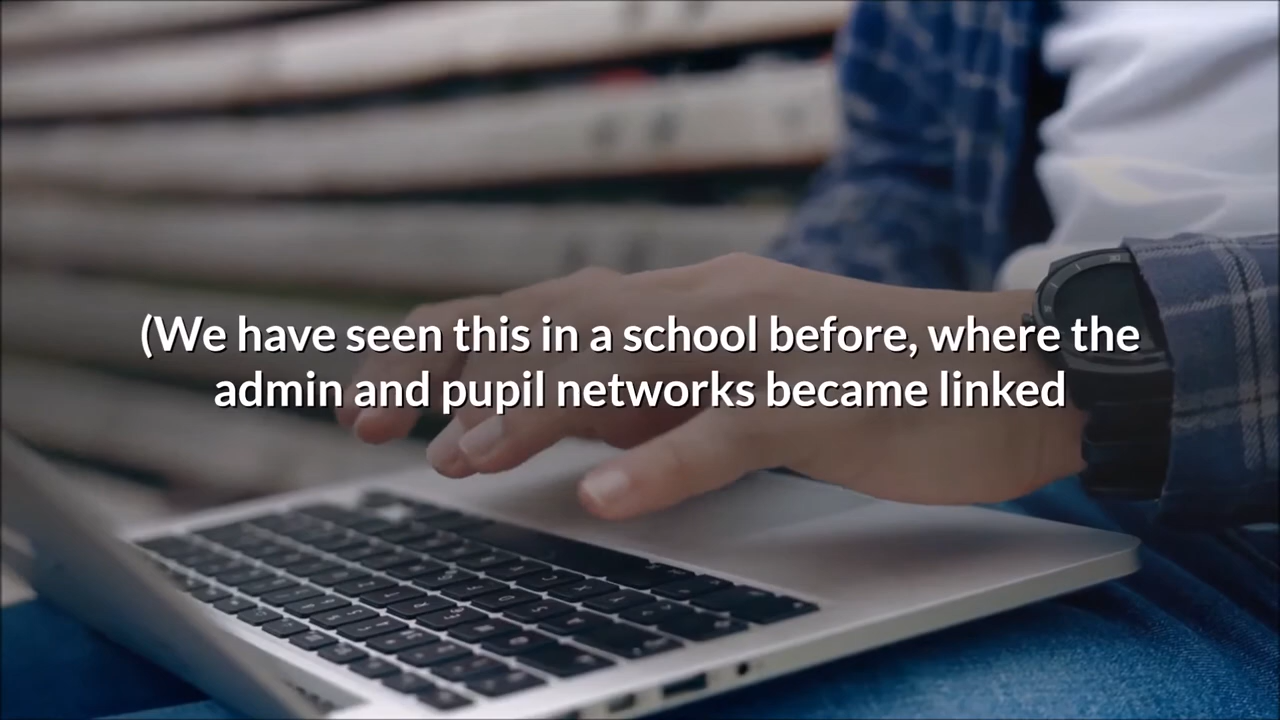 (We have seen this in a school before, where the
admin and pupil networks became linked